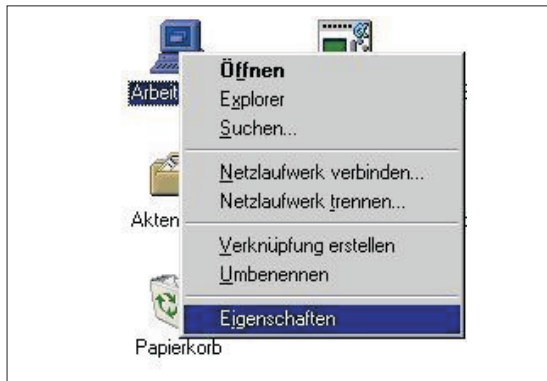 Arbeit
Öffnen
Explorer
Suchen...
Netzlaufwerk verbinden...
Netzlaufwerk trennen...
Akten
Verknüpfung erstellen
Umbenennen
Eigenschaften
Papierkorb